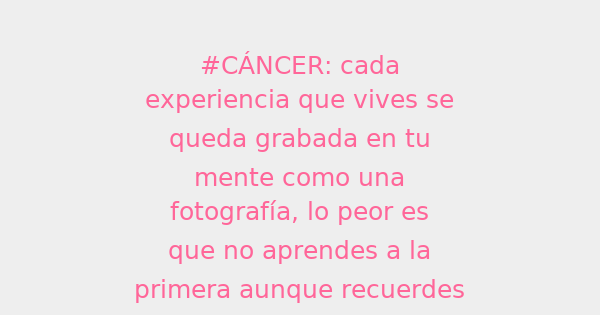 #CÁNCER: cada
experiencia que vives se
queda grabada en tu
mente como una
fotografía, lo peor es
que no aprendes a la
primera aunque recuerdes